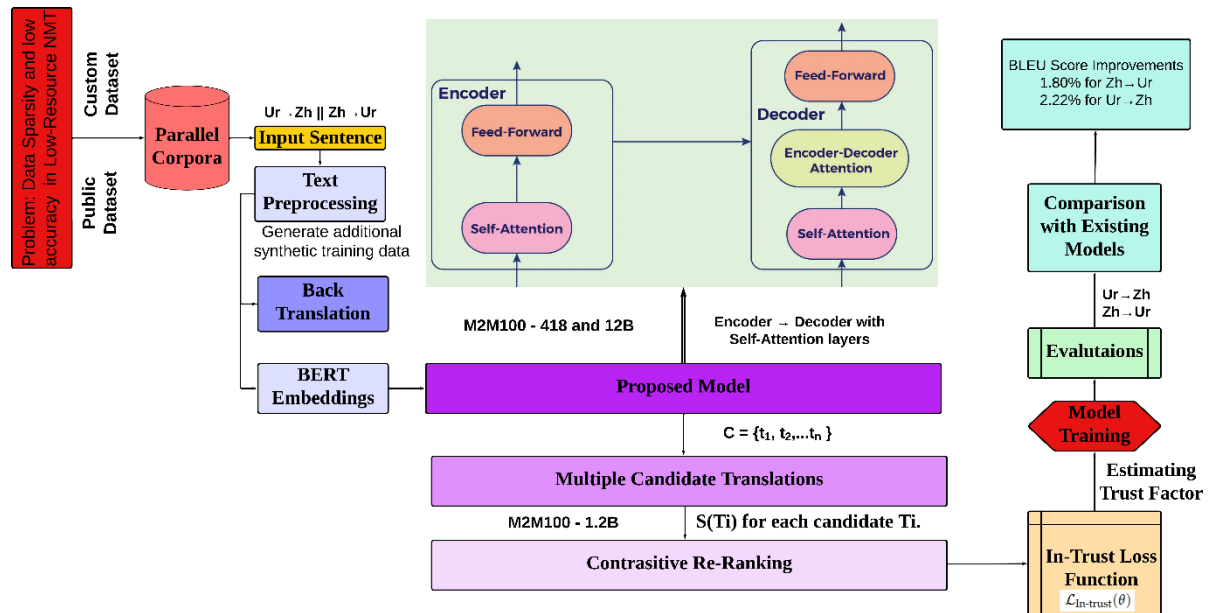 Problem: Data Sparsity and low
accuracy in Low-Resource NMT
Custom
Dataset
Public
Dataset
Parallel
Corpora
Ur→Zh || Zh→Ur
Input Sentence
Text
Preprocessing
Generate additional
synthetic training data
Back
Translation
BERT
Embeddings
Encoder
Feed-Forward
Self-Attention
Decoder
Feed-Forward
Encoder-Decoder
Attention
Self-Attention
M2M100 - 418 and 12B
Encoder → Decoder with
Self-Attention layers
Proposed Model
C = {t₁, t₂,...tₙ }
Multiple Candidate Translations
M2M100 - 1.2B
S(Ti) for each candidate Ti.
Contrasitive Re-Ranking
BLEU Score Improvements
1.80% for Zh→Ur
2.22% for Ur→Zh
Comparison
with Existing
Models
Ur→Zh
Zh→Ur
Evalutaions
Model
Training
Estimating
Trust Factor
In-Trust Loss
Function
ℒIn-trust(θ)